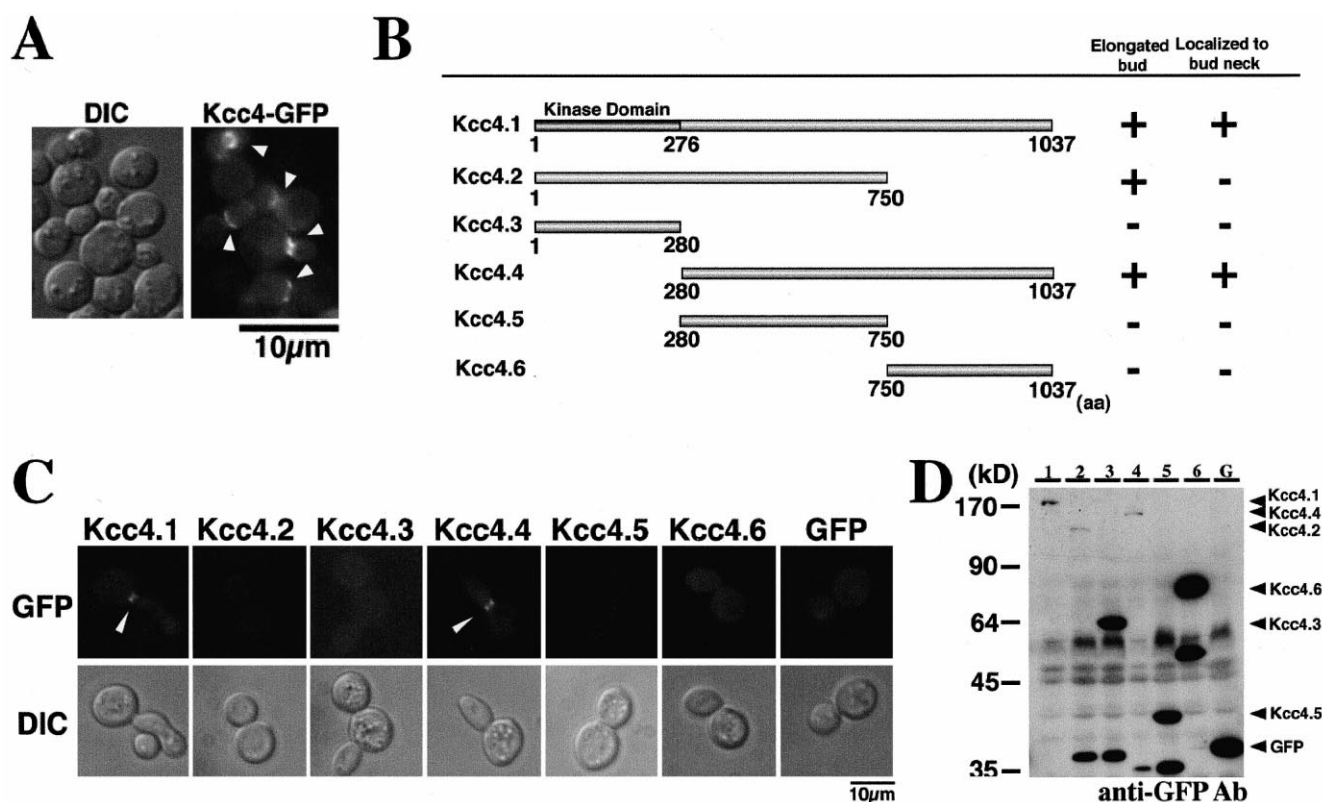 A
DIC
Kcc4-GFP
10µm
B
Elongated bud
Localized to bud neck
Kinase Domain
Kcc4.1
+ +
1 276 1037
Kcc4.2
+ -
1 750
Kcc4.3
- -
1 280
Kcc4.4
+ +
280 1037
Kcc4.5
- -
280 750
Kcc4.6
- -
750 1037 (aa)
C
Kcc4.1 Kcc4.2 Kcc4.3 Kcc4.4 Kcc4.5 Kcc4.6 GFP
GFP
DIC
10µm
D
(kD) 1 2 3 4 5 6 G
170
90
64
45
35
Kcc4.1
Kcc4.4
Kcc4.2
Kcc4.6
Kcc4.3
Kcc4.5
GFP
anti-GFP Ab